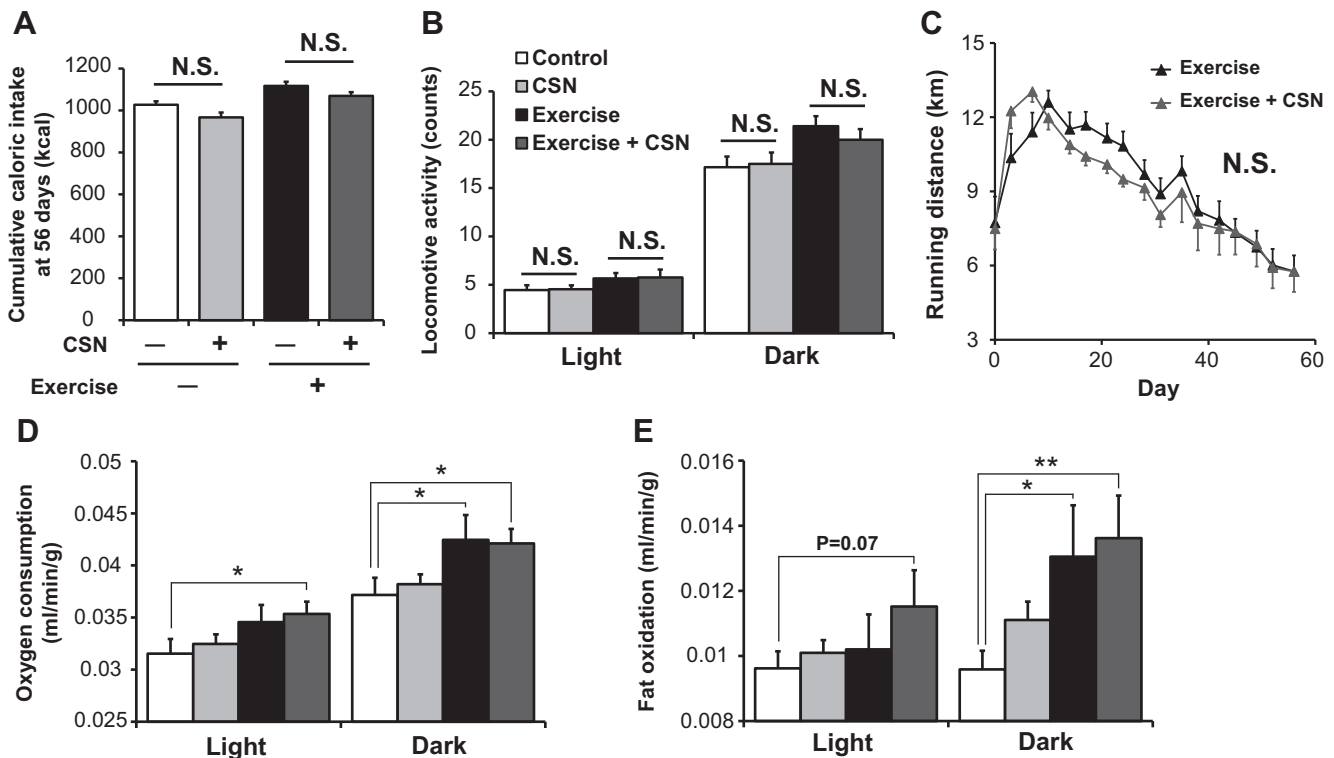 A
Cumulative caloric intake
at 56 days (kcal)
1200
1000
800
600
400
200
0
N.S.
N.S.
CSN — + — +
Exercise — +
B
Locomotive activity (counts)
25
20
15
10
5
0
Control
CSN
Exercise
Exercise + CSN
N.S.
N.S.
N.S.
N.S.
Light Dark
C
Running distance (km)
15
12
9
6
3
Exercise
Exercise + CSN
N.S.
0 20 40 60
Day
D
Oxygen consumption
(ml/min/g)
0.05
0.045
0.04
0.035
0.03
0.025
*
*
*
Light Dark
E
Fat oxidation (ml/min/g)
0.016
0.014
0.012
0.01
0.008
P=0.07
**
*
Light Dark